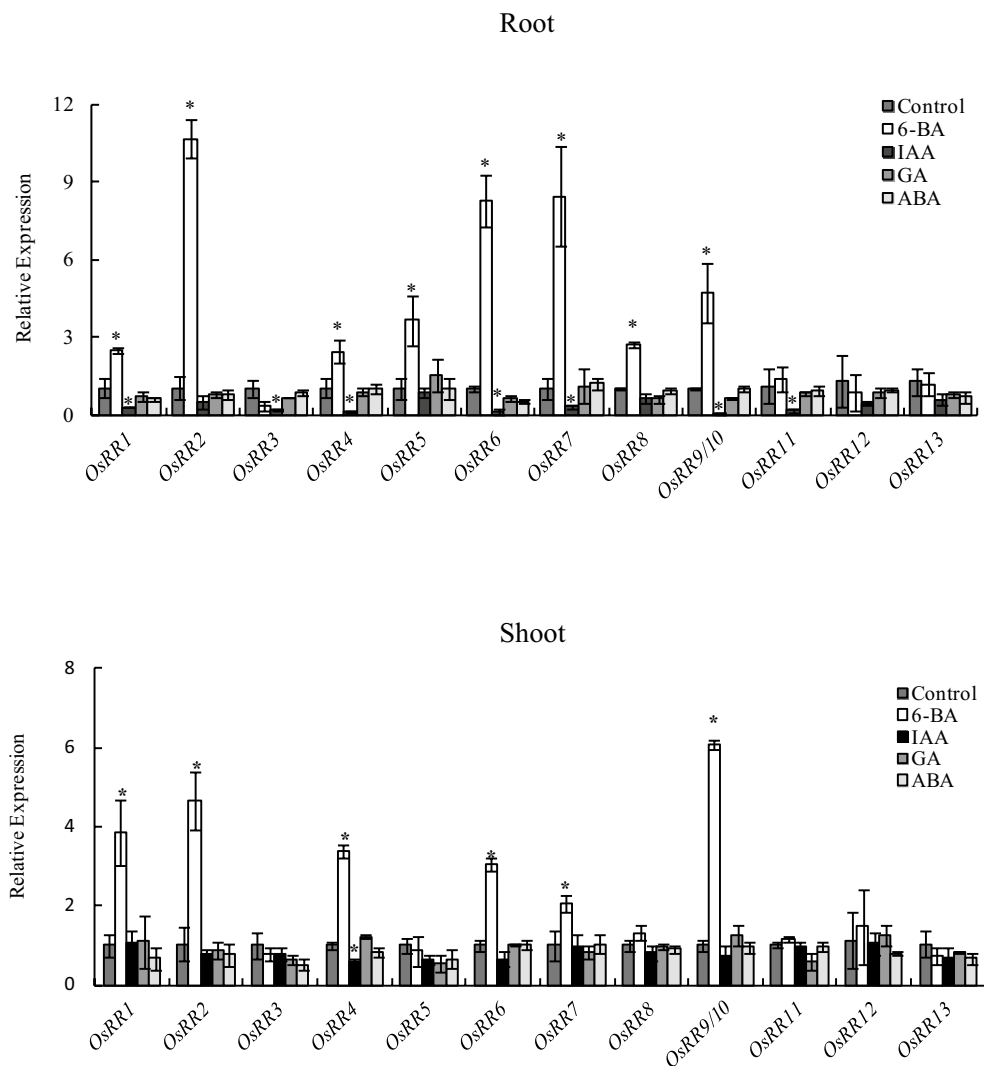 Root
Relative Expression
12
9
6
3
0
* * * * * * * * * * * * * * *
Control
6-BA
IAA
GA
ABA
OsRR1 OsRR2 OsRR3 OsRR4 OsRR5 OsRR6 OsRR7 OsRR8 OsRR9/10 OsRR11 OsRR12 OsRR13
Shoot
Relative Expression
8
6
4
2
0
* * * * * * *
Control
6-BA
IAA
GA
ABA
OsRR1 OsRR2 OsRR3 OsRR4 OsRR5 OsRR6 OsRR7 OsRR8 OsRR9/10 OsRR11 OsRR12 OsRR13